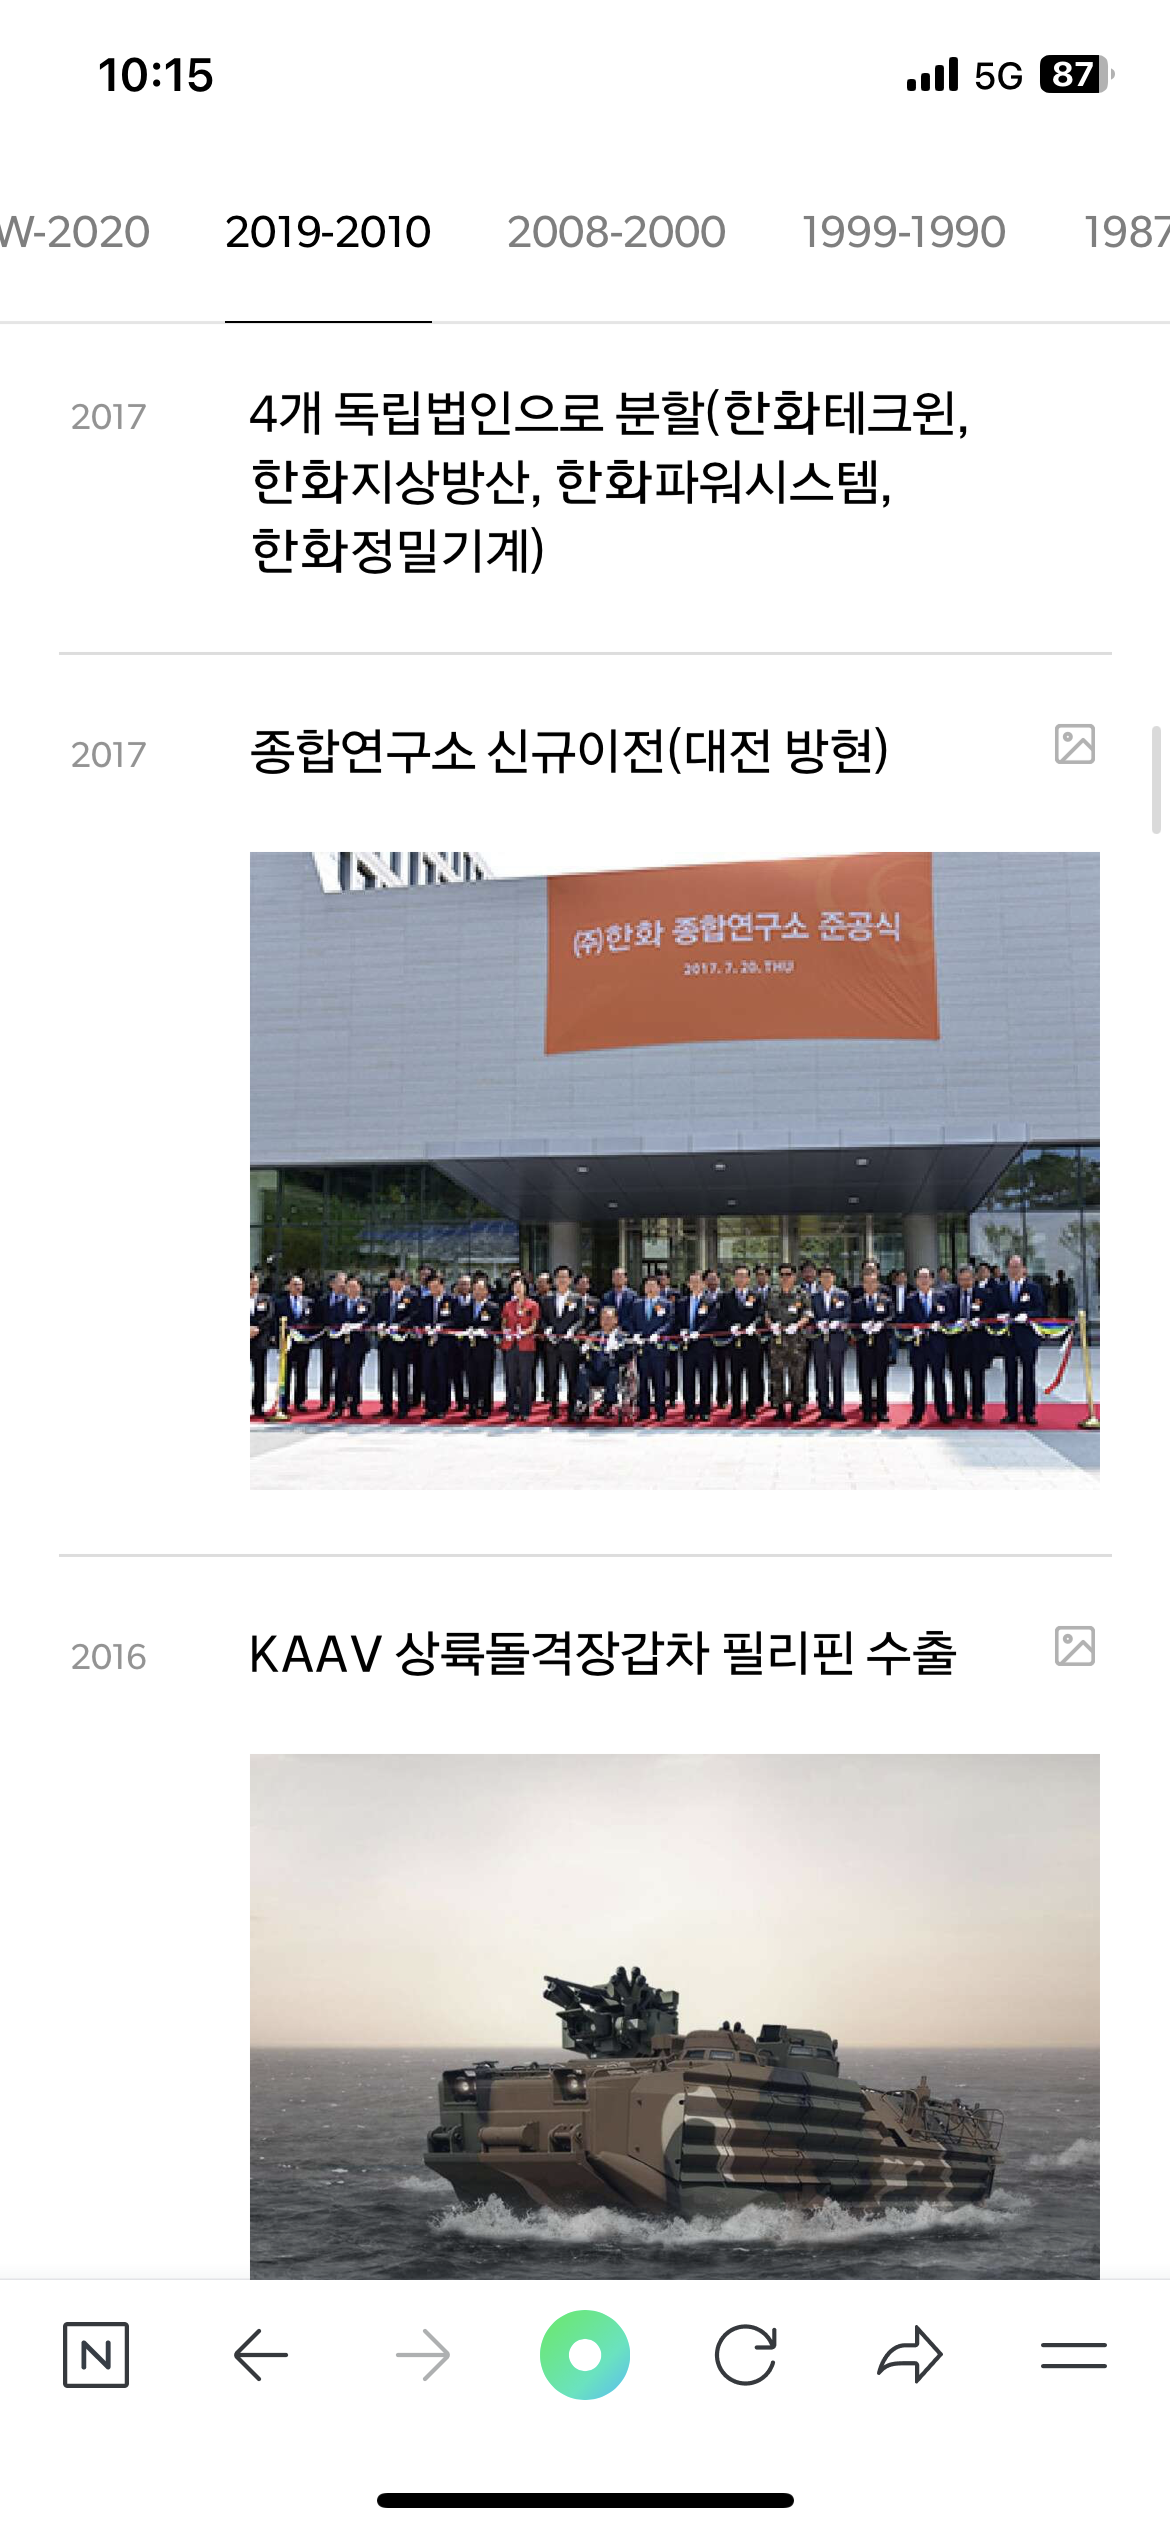 10:15
5G
87
W-2020
2019-2010
2008-2000
1999-1990
1987
2017
4개 독립법인으로 분할(한화테크윈,
한화지상방산, 한화파워시스템,
한화정밀기계)
2017
종합연구소 신규이전(대전 방현)
㈜한화 종합연구소 준공식
2017. 7. 20. THU
2016
KAAV 상륙돌격장갑차 필리핀 수출
N